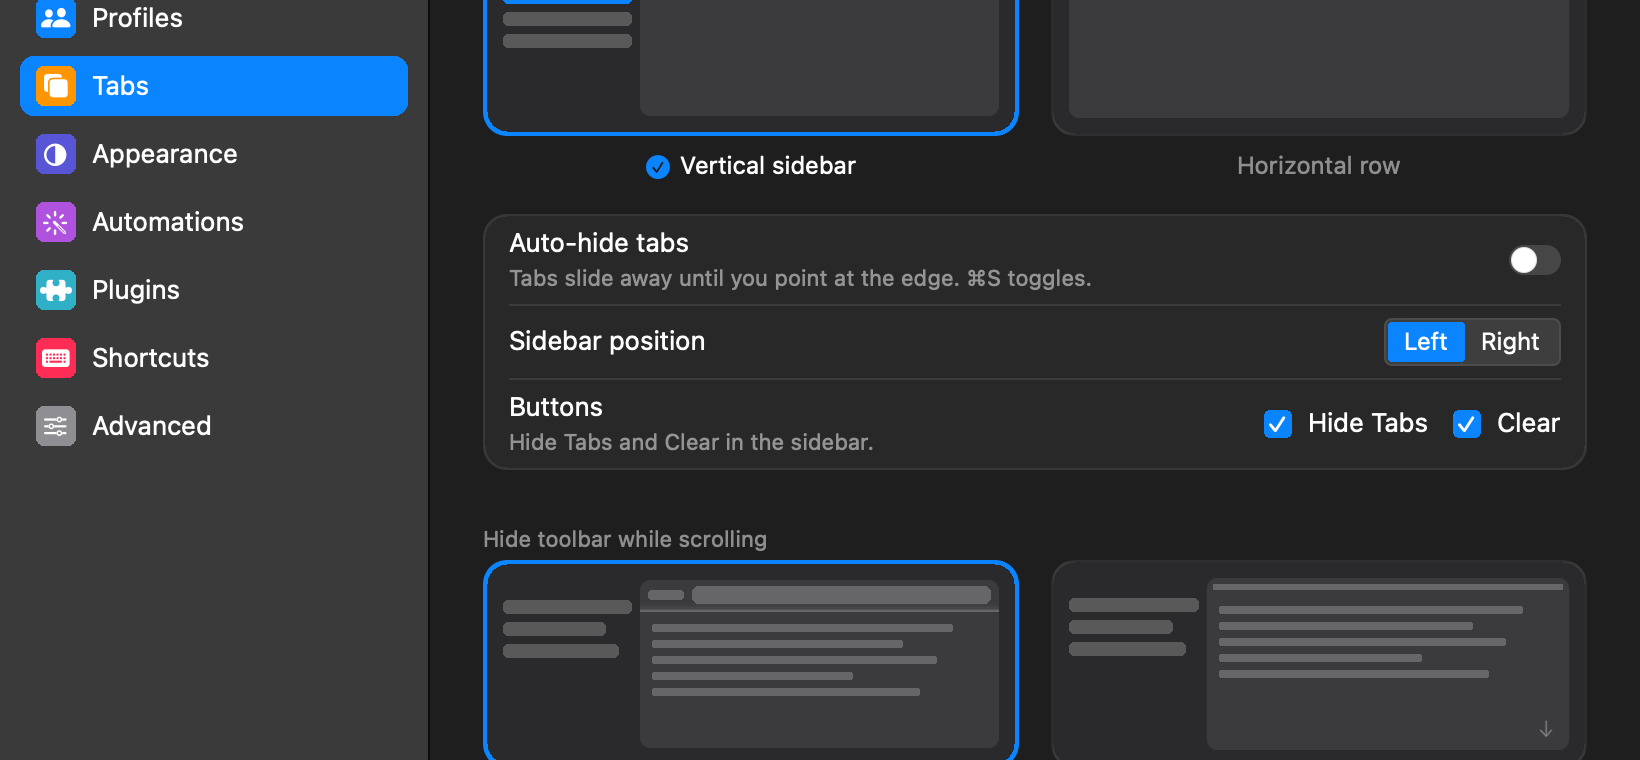 Profiles
Tabs
Appearance
Automations
Plugins
Shortcuts
Advanced
Vertical sidebar
Horizontal row
Auto-hide tabs
Tabs slide away until you point at the edge. ⌘S toggles.
Sidebar position
Left Right
Buttons
Hide Tabs and Clear in the sidebar.
Hide Tabs Clear
Hide toolbar while scrolling